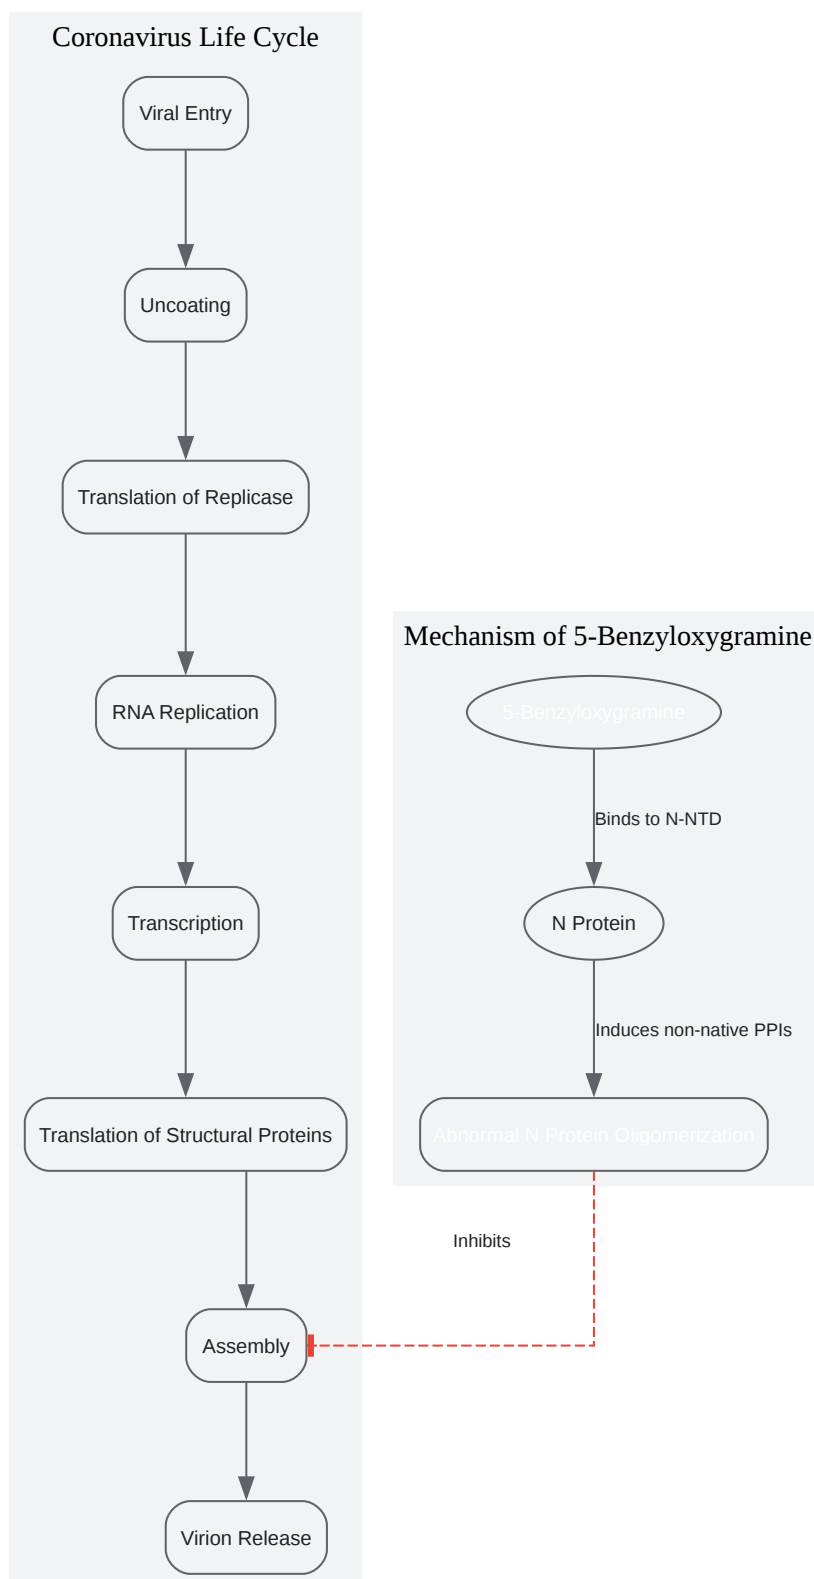 Coronavirus Life Cycle
Viral Entry
Uncoating
Translation of Replicase
RNA Replication
Transcription
Translation of Structural Proteins
Assembly
Virion Release
Mechanism of 5-Benzyloxygramine
5-Benzyloxygramine
Binds to N-NTD
N Protein
Induces non-native PPIs
Abnormal N Protein Oligomerization
Inhibits